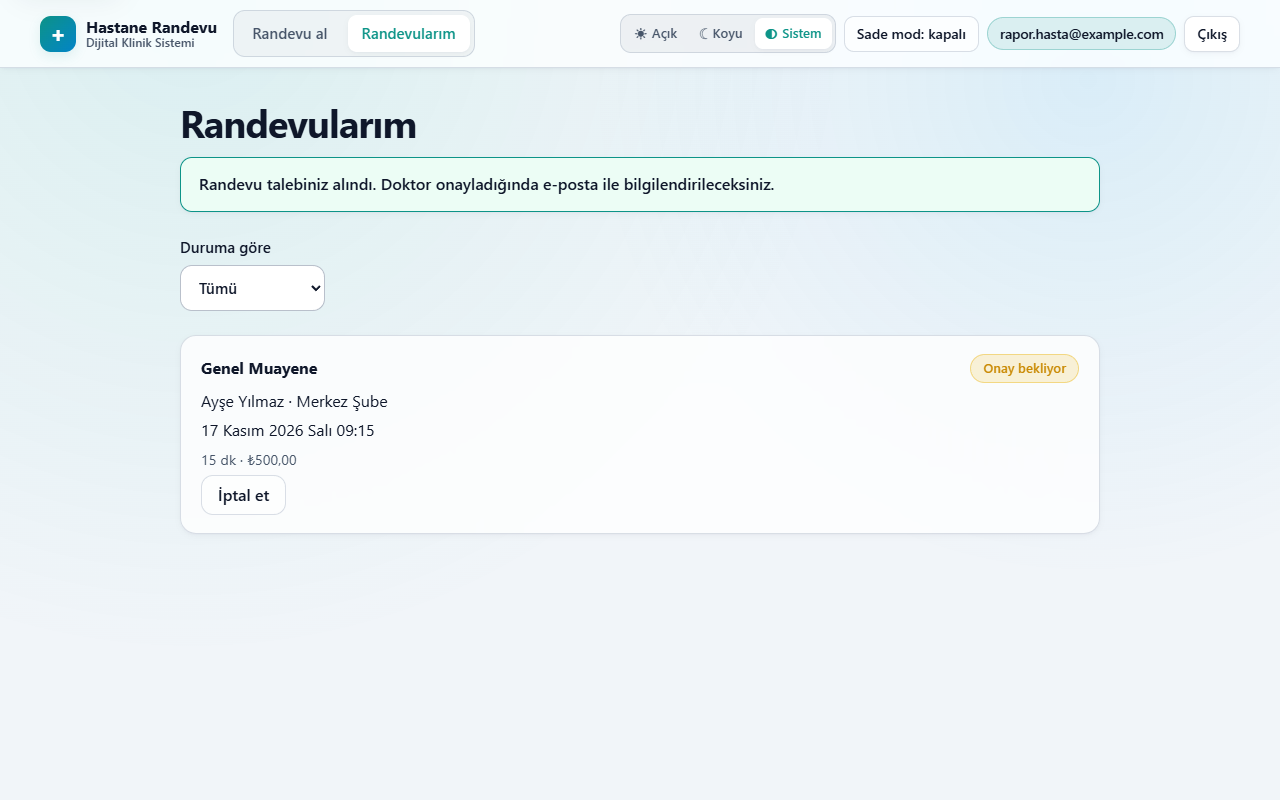 Hastane Randevu
Dijital Klinik Sistemi
Randevu al
Randevularım
☀ Açık
☾ Koyu
◐ Sistem
Sade mod: kapalı
rapor.hasta@example.com
Çıkış
Randevularım
Randevu talebiniz alındı. Doktor onayladığında e-posta ile bilgilendirileceksiniz.
Duruma göre
Tümü
Genel Muayene
Onay bekliyor
Ayşe Yılmaz · Merkez Şube
17 Kasım 2026 Salı 09:15
15 dk · ₺500,00
İptal et